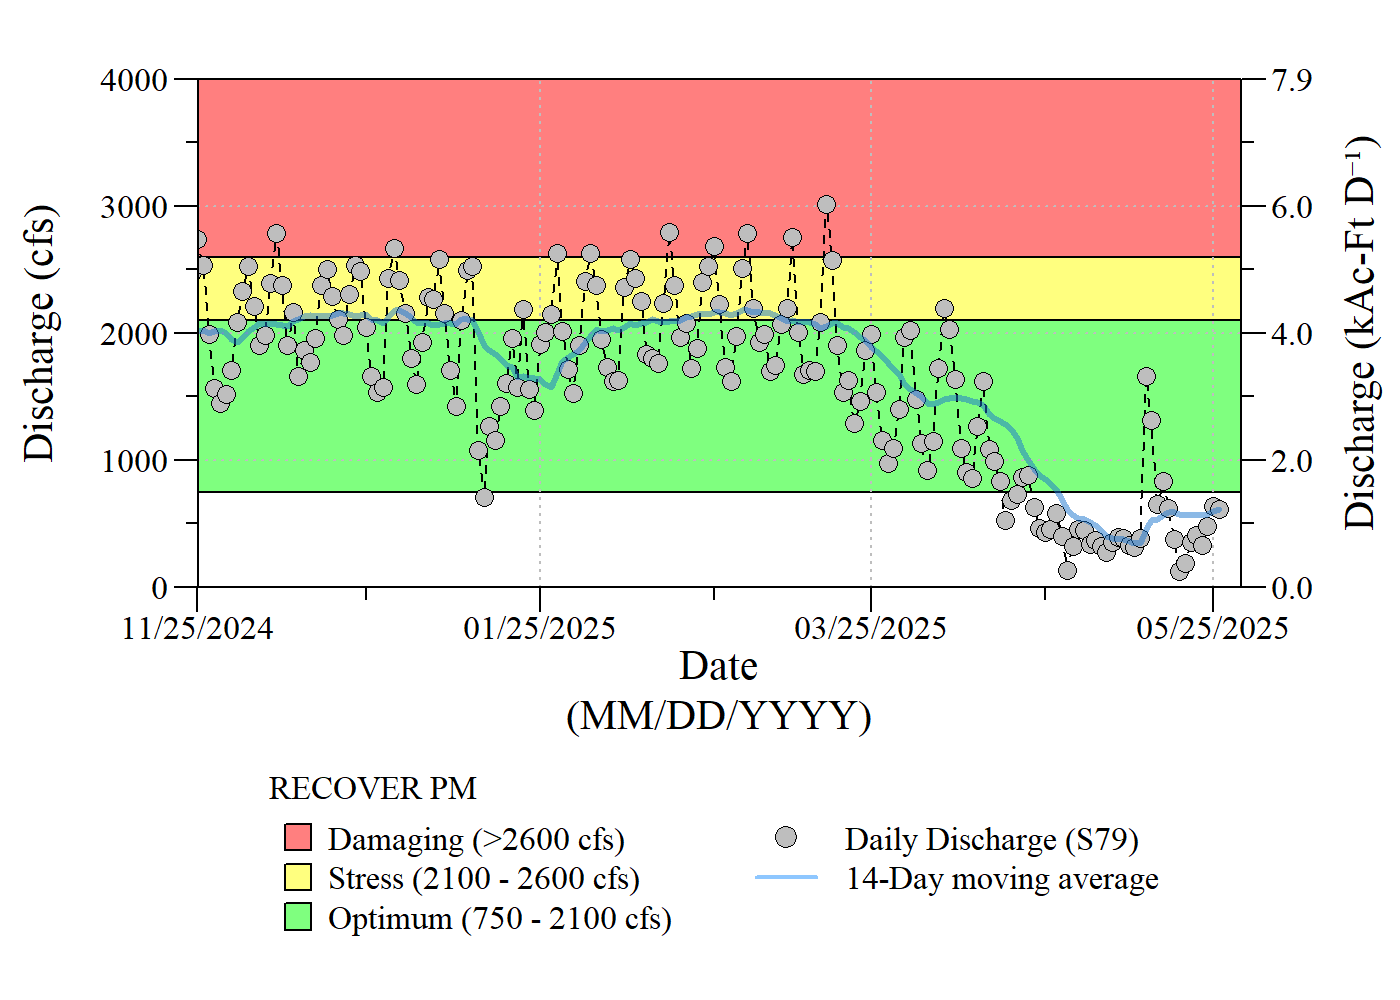 4000
3000
2000
1000
0
Discharge (cfs)
7.9
6.0
4.0
2.0
0.0
Discharge (kAc-Ft D⁻¹)
11/25/2024
01/25/2025
03/25/2025
05/25/2025
Date
(MM/DD/YYYY)
RECOVER PM
Damaging (>2600 cfs)
Stress (2100 - 2600 cfs)
Optimum (750 - 2100 cfs)
Daily Discharge (S79)
14-Day moving average